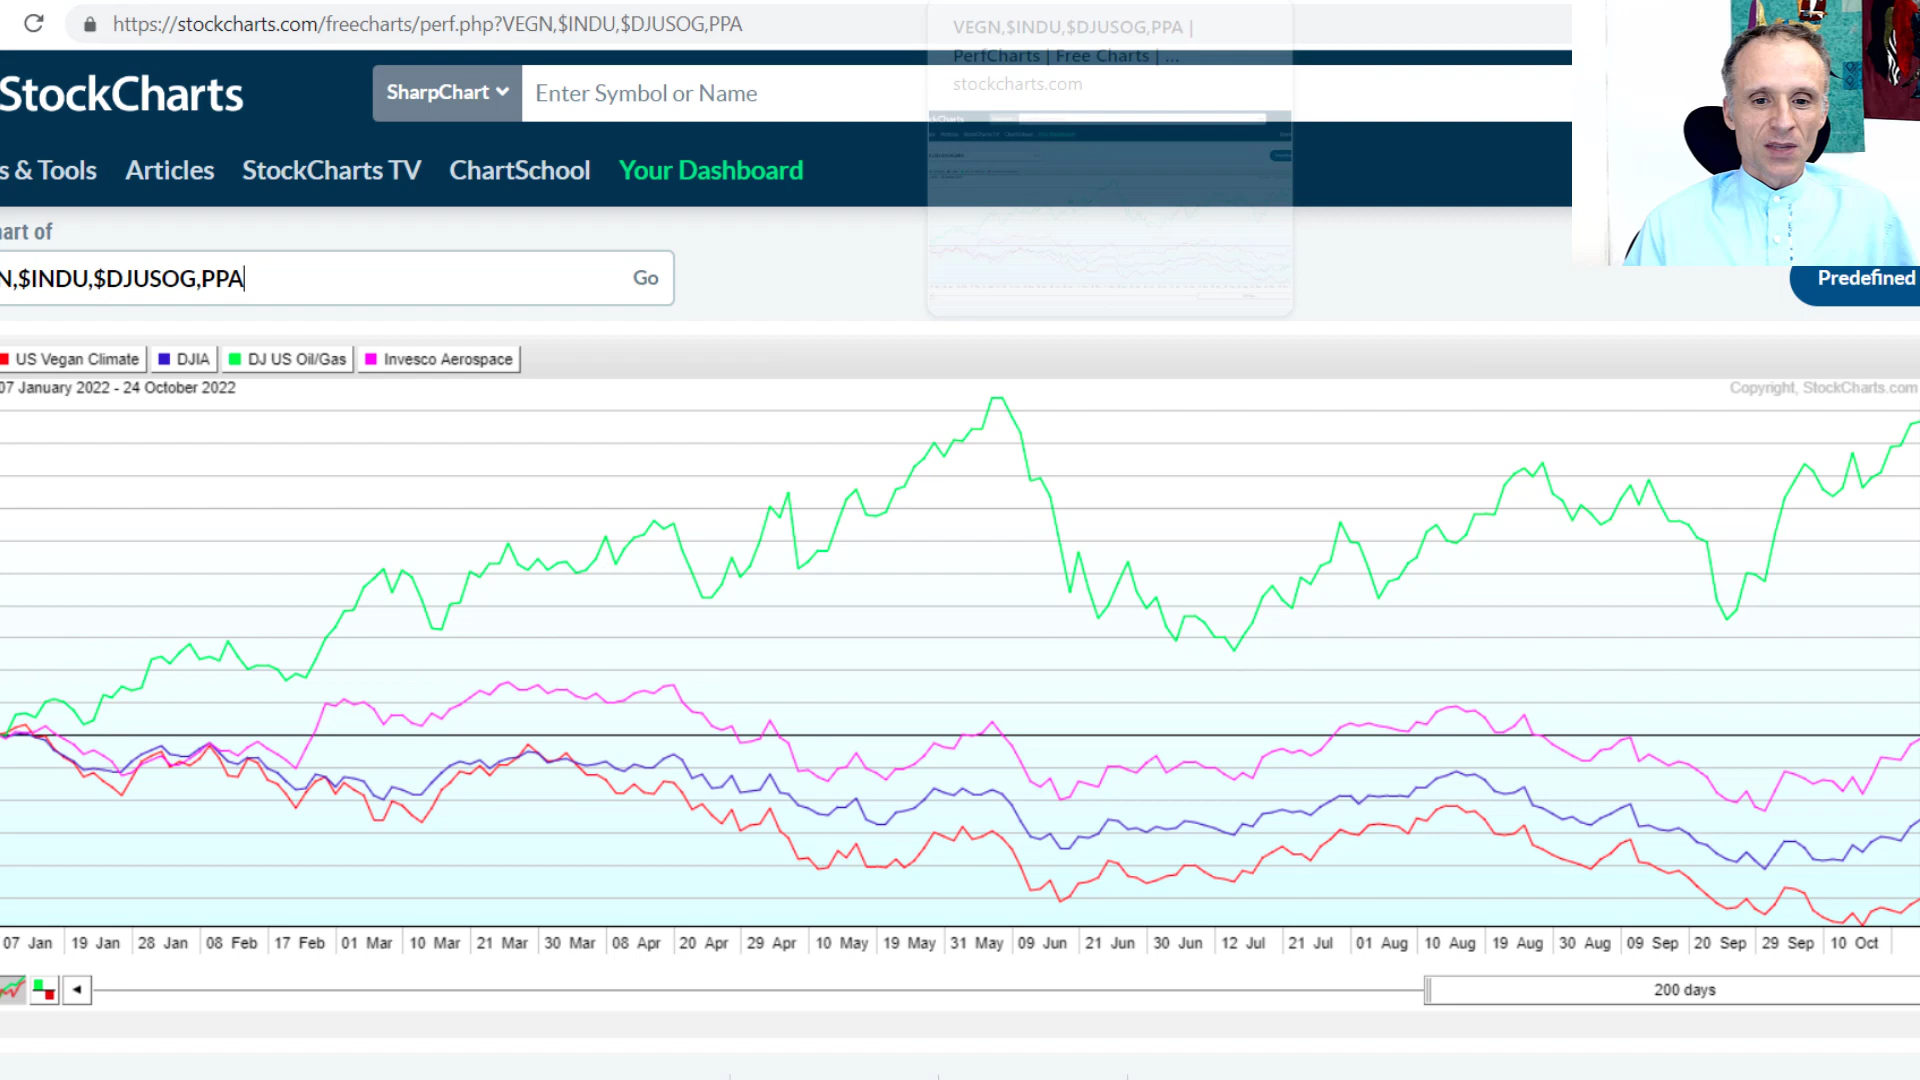 https://stockcharts.com/freecharts/perf.php?VEGN,$INDU,$DJUSOG,PPA
VEGN,$INDU,$DJUSOG,PPA |
PerfCharts | Free Charts | ...
stockcharts.com
StockCharts
SharpChart
Enter Symbol or Name
s & Tools
Articles
StockCharts TV
ChartSchool
Your Dashboard
art of
N,$INDU,$DJUSOG,PPA
Go
Predefined
US Vegan Climate
DJIA
DJ US Oil/Gas
Invesco Aerospace
07 January 2022 - 24 October 2022
Copyright, StockCharts.com
07 Jan 19 Jan 28 Jan 08 Feb 17 Feb 01 Mar 10 Mar 21 Mar 30 Mar 08 Apr 20 Apr 29 Apr 10 May 19 May 31 May 09 Jun 21 Jun 30 Jun 12 Jul 21 Jul 01 Aug 10 Aug 19 Aug 30 Aug 09 Sep 20 Sep 29 Sep 10 Oct
200 days